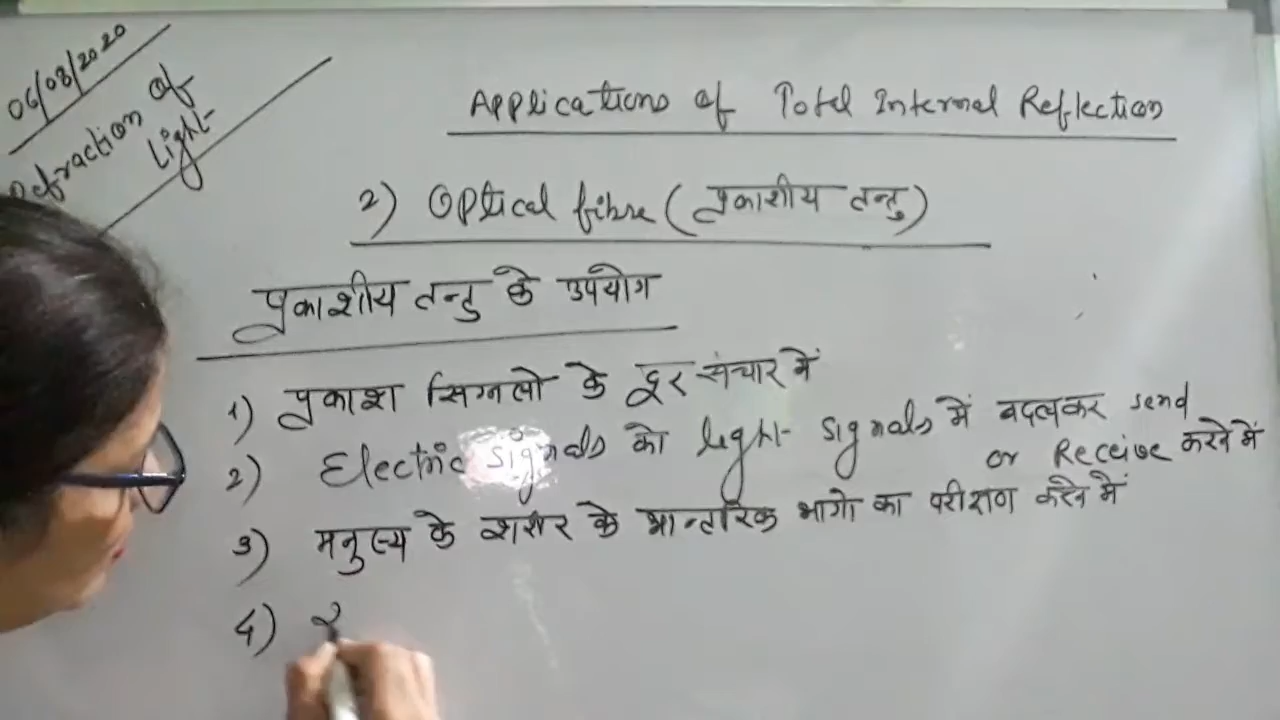 06/08/2020
Refraction of
Light
Applications of Total Internal Reflection
2) Optical fibre (प्रकाशीय तन्तु)
प्रकाशीय तन्तु के उपयोग
1) प्रकाश सिग्नलो के दूर संचार में
2) Electric signals को light signals में बदलकर send
or Receive करने में
3) मनुष्य के शरीर के आन्तरिक भागो का परीक्षण करने में
4)